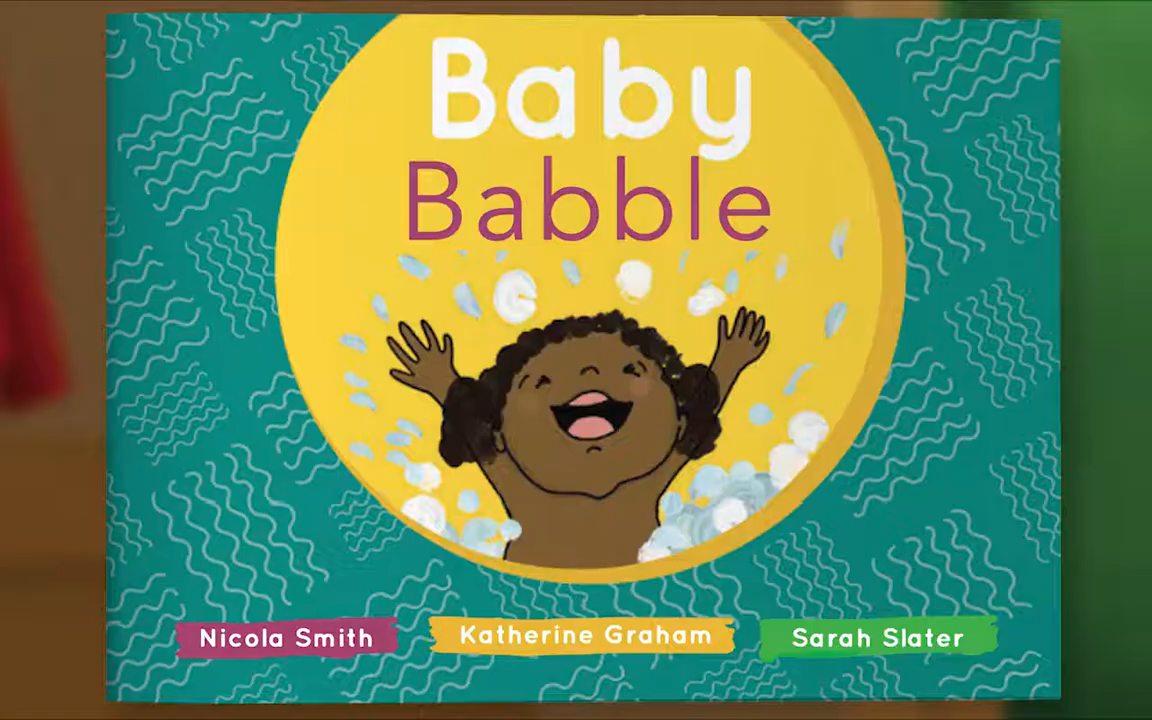 Baby
Babble
Nicola Smith
Katherine Graham
Sarah Slater